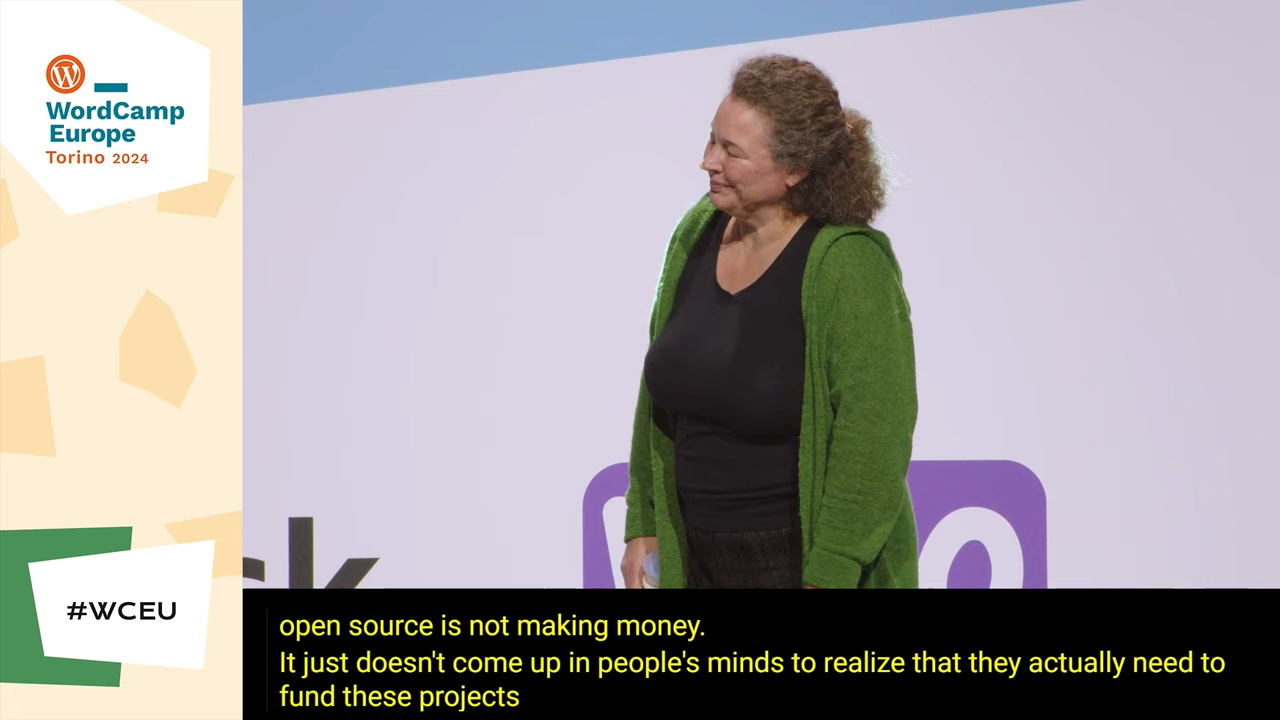 WordCamp
Europe
Torino 2024
#WCEU
open source is not making money.
It just doesn't come up in people's minds to realize that they actually need to
fund these projects